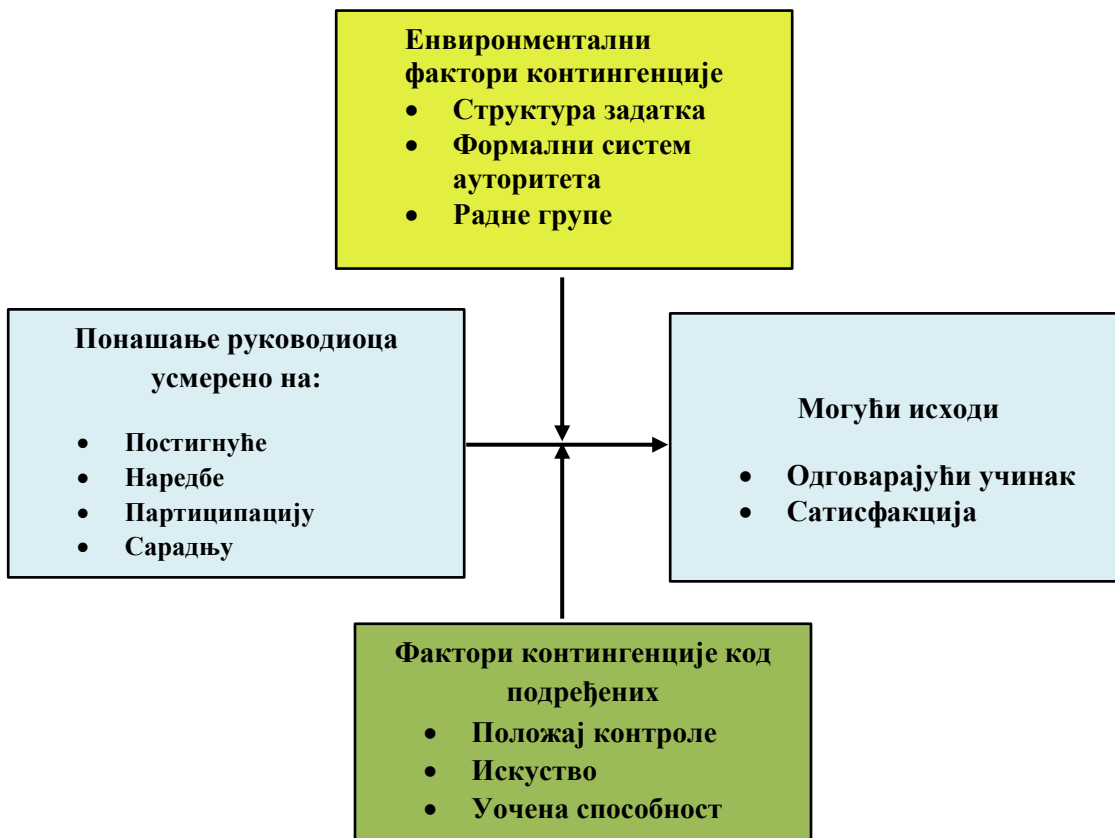 Енвиронментални
фактори контингенције
• Структура задатка
• Формални систем
ауторитета
• Радне групе
Понашање руководиоца
усмерено на:
• Постигнуће
• Наредбе
• Партиципацију
• Сарадњу
Могући исходи
• Одговарајући учинак
• Сатисфакција
Фактори контингенције код
подређених
• Положај контроле
• Искуство
• Уочена способност